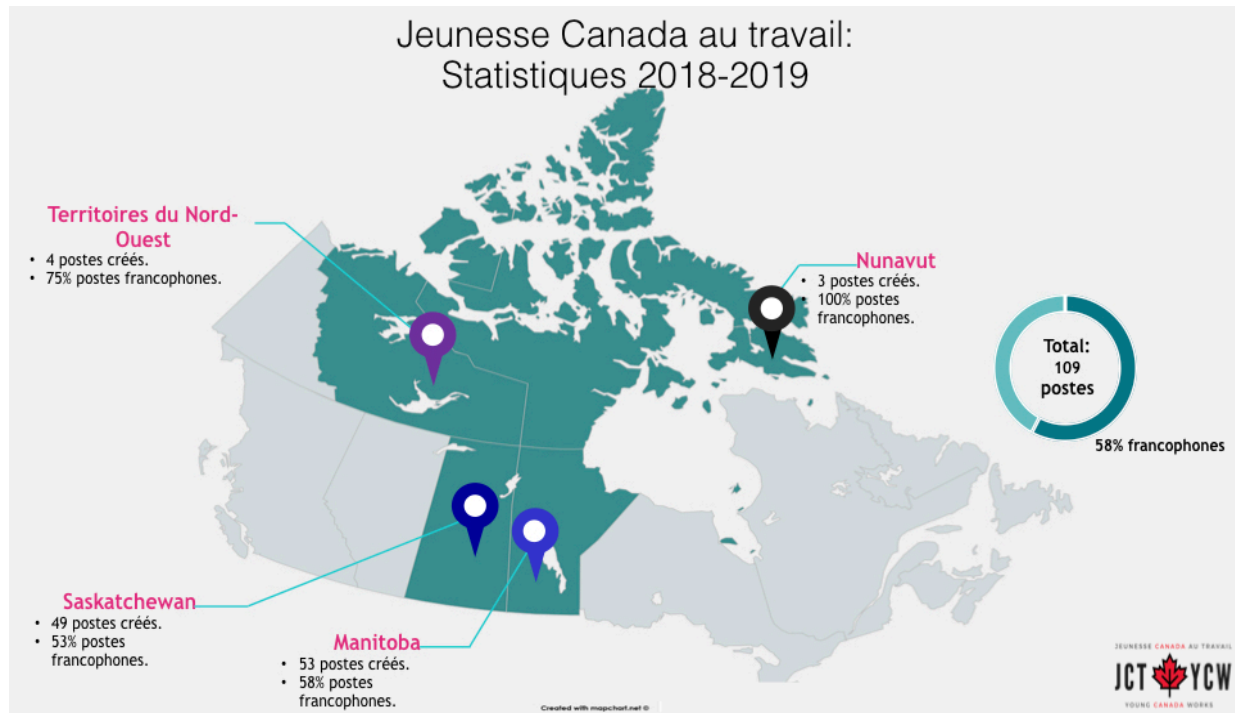 Jeunesse Canada au travail:
Statistiques 2018-2019
Territoires du Nord-
Ouest
• 4 postes créés.
• 75% postes francophones.
Nunavut
• 3 postes créés.
• 100% postes
francophones.
Total:
109
postes
58% francophones
Saskatchewan
• 49 postes créés.
• 53% postes
francophones.
Manitoba
• 53 postes créés.
• 58% postes
francophones.
Created with mapchart.net ©
JEUNESSE CANADA AU TRAVAIL
JCT YCW
YOUNG CANADA WORKS